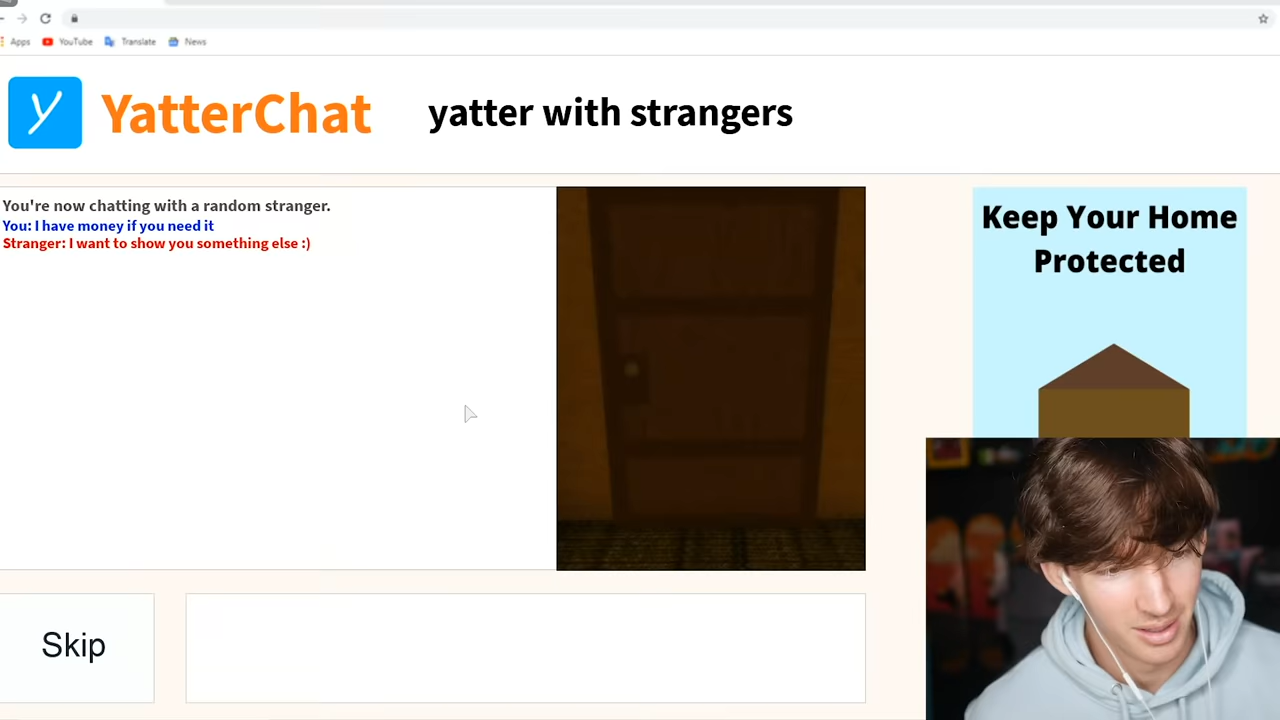 Apps YouTube Translate News
y YatterChat yatter with strangers
You're now chatting with a random stranger.
You: I have money if you need it
Stranger: I want to show you something else :)
Keep Your Home
Protected
Skip